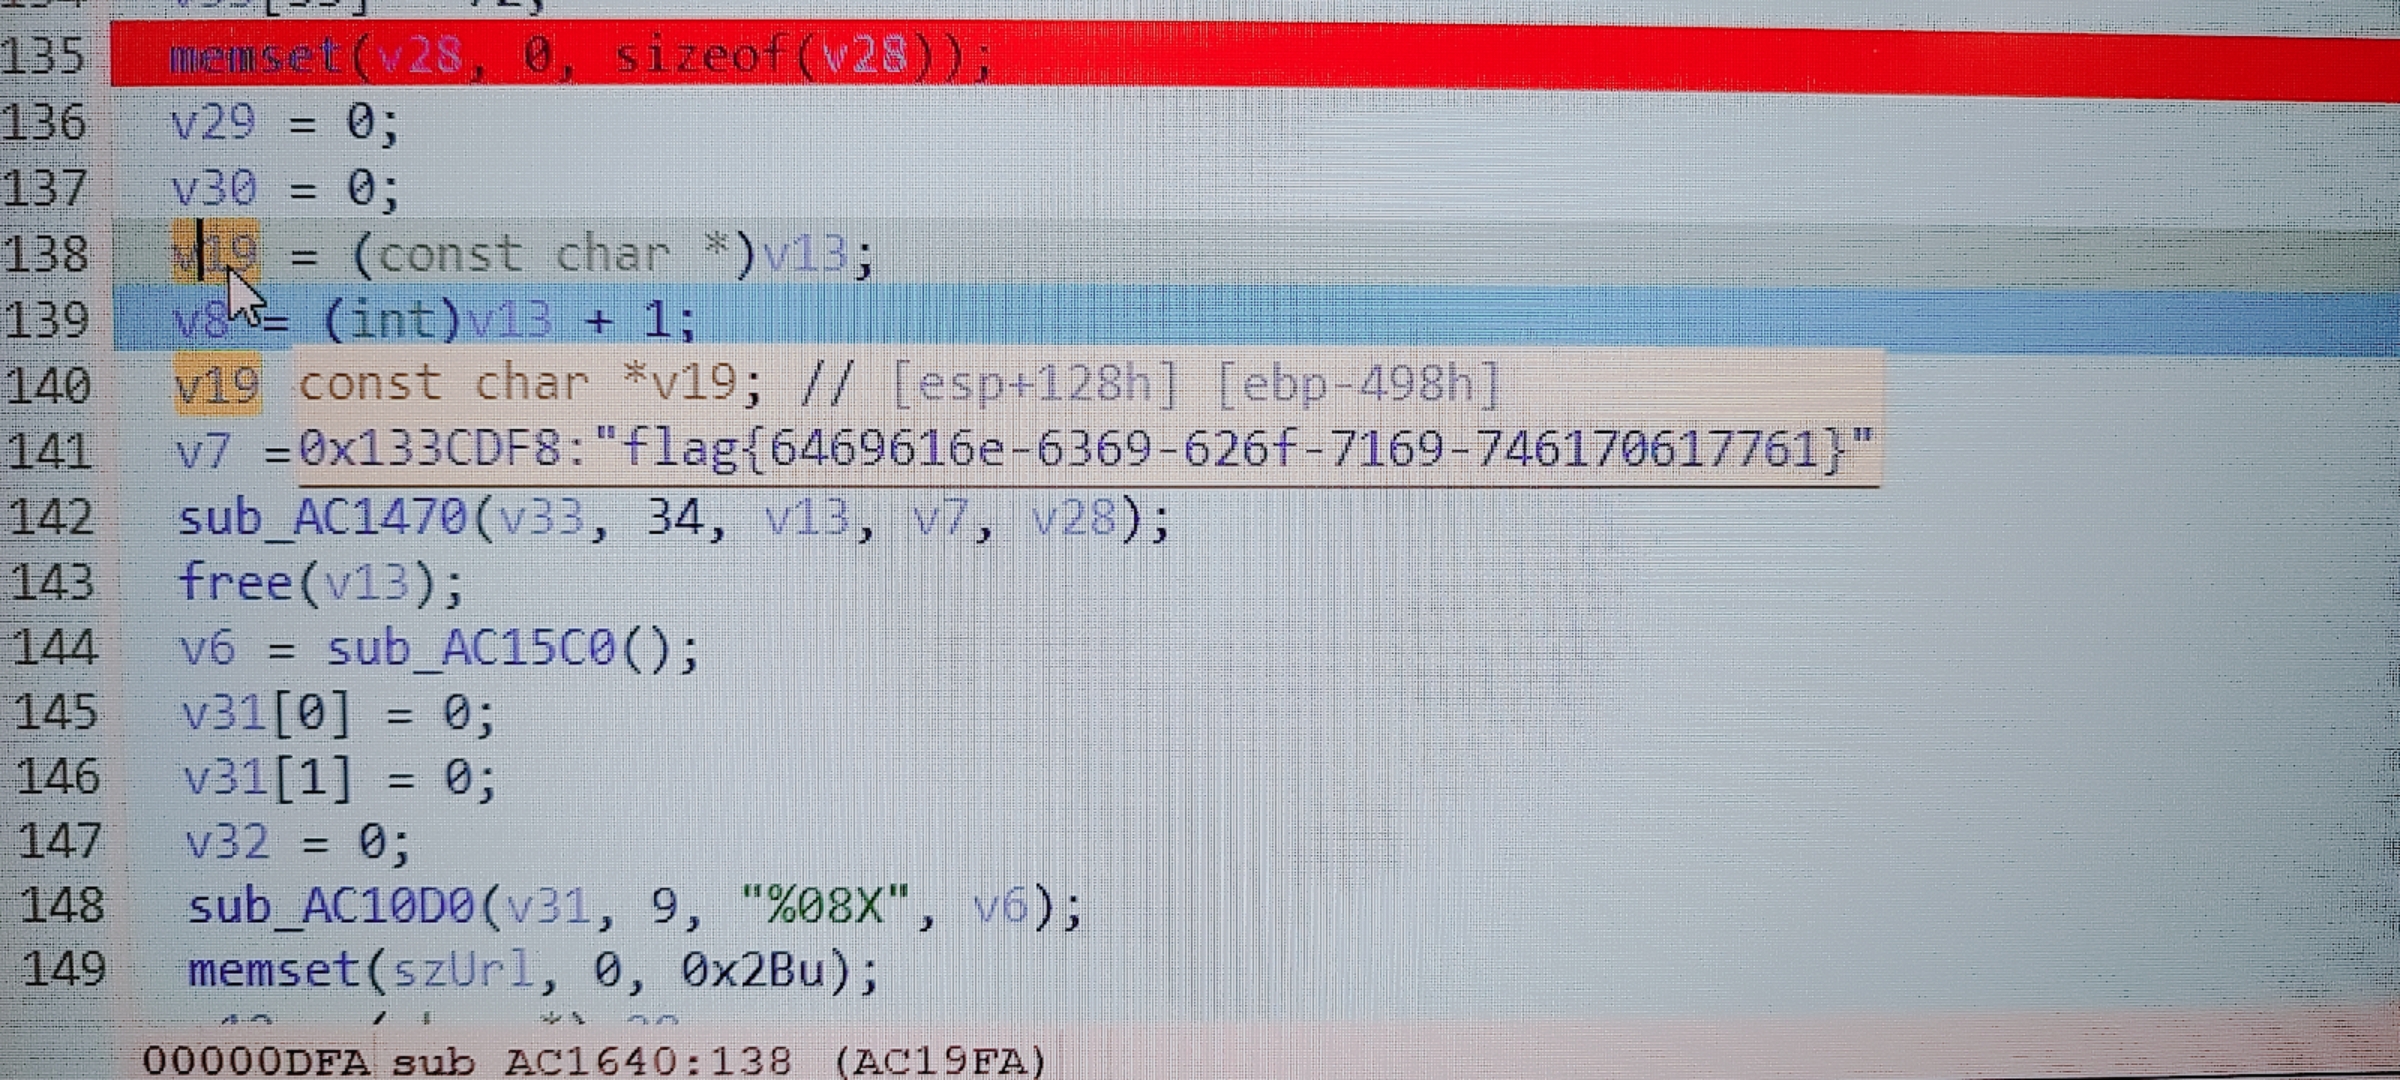 135 memset(v28, 0, sizeof(v28));
136 v29 = 0;
137 v30 = 0;
138 v19 = (const char *)v13;
139 v8 = (int)v13 + 1;
140 v19 const char *v19; // [esp+128h] [ebp-498h]
141 v7 =0x133CDF8:"flag{6469616e-6369-626f-7169-746170617761}"
142 sub_AC1470(v33, 34, v13, v7, v28);
143 free(v13);
144 v6 = sub_AC15C0();
145 v31[0] = 0;
146 v31[1] = 0;
147 v32 = 0;
148 sub_AC10D0(v31, 9, "%08X", v6);
149 memset(szUrl, 0, 0x2Bu);
00000DFA sub AC1640:138 (AC19FA)